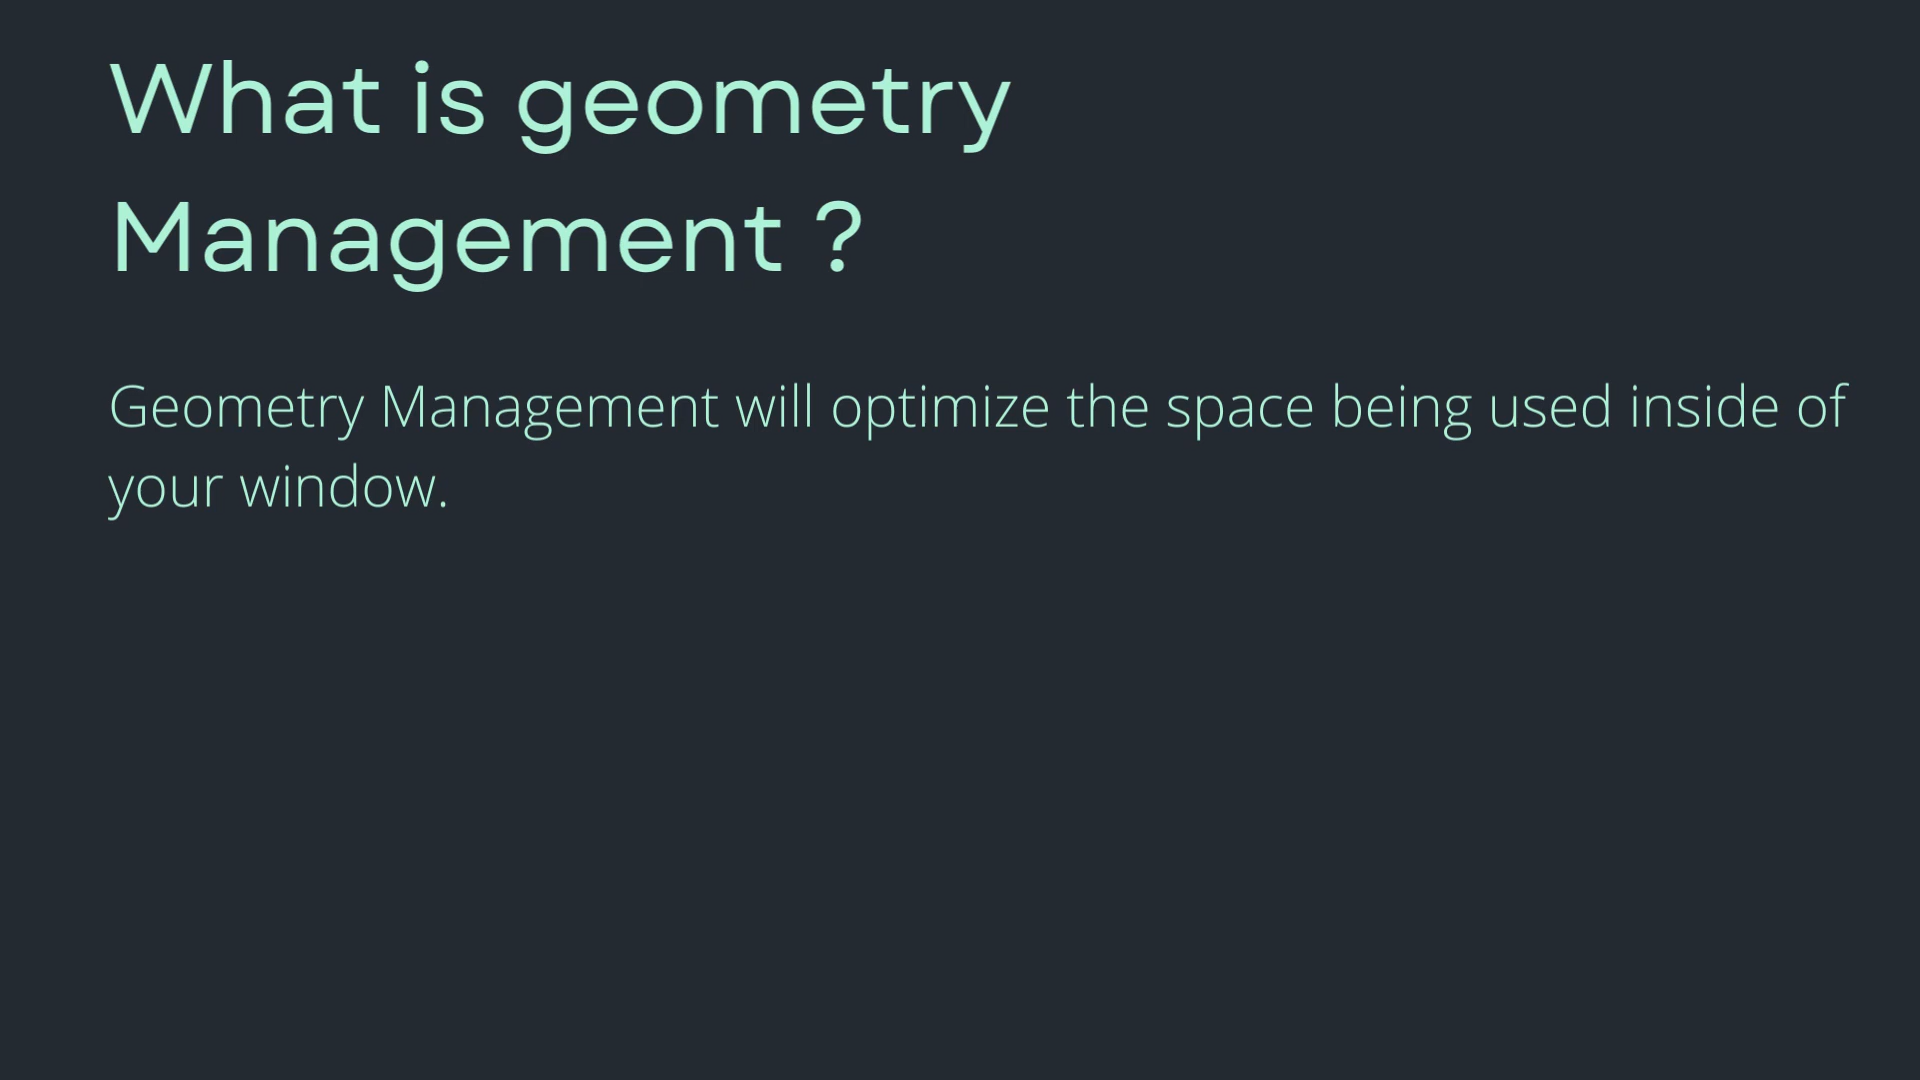 What is geometry
Management ?
Geometry Management will optimize the space being used inside of
your window.